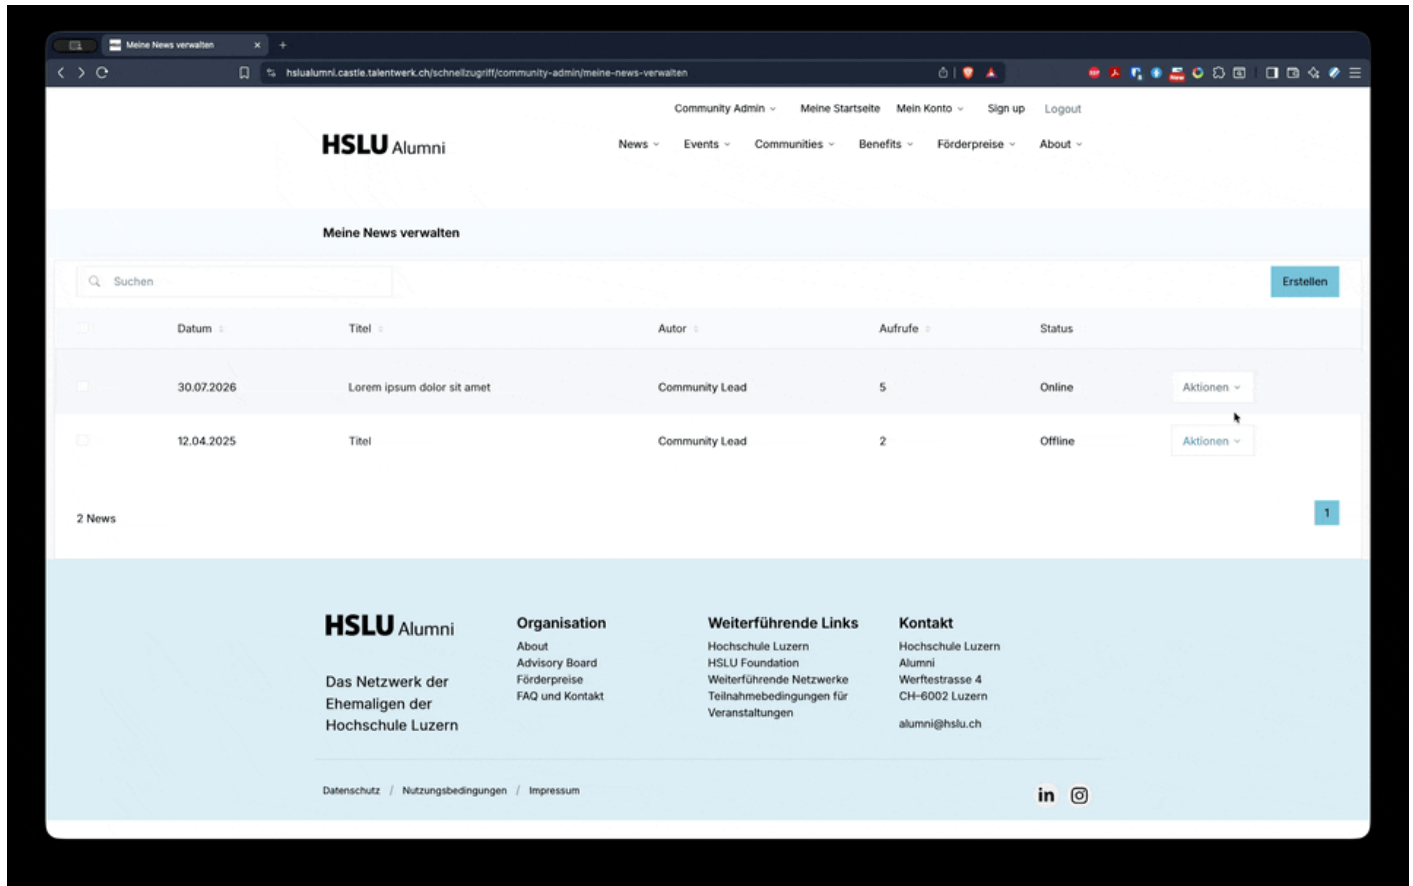 Meine News verwalten
hslualumni.castle.talentwerk.ch/schnellzugriff/community-admin/meine-news-verwalten
Community Admin Meine Startseite Mein Konto Sign up Logout
HSLU Alumni
News Events Communities Benefits Förderpreise About
Meine News verwalten
Suchen
Erstellen
Datum Titel Autor Aufrufe Status
30.07.2026 Lorem ipsum dolor sit amet Community Lead 5 Online Aktionen
12.04.2025 Titel Community Lead 2 Offline Aktionen
2 News
1
HSLU Alumni
Das Netzwerk der
Ehemaligen der
Hochschule Luzern
Organisation
About
Advisory Board
Förderpreise
FAQ und Kontakt
Weiterführende Links
Hochschule Luzern
HSLU Foundation
Weiterführende Netzwerke
Teilnahmebedingungen für
Veranstaltungen
Kontakt
Hochschule Luzern
Alumni
Werftestrasse 4
CH-6002 Luzern
alumni@hslu.ch
Datenschutz / Nutzungsbedingungen / Impressum
in